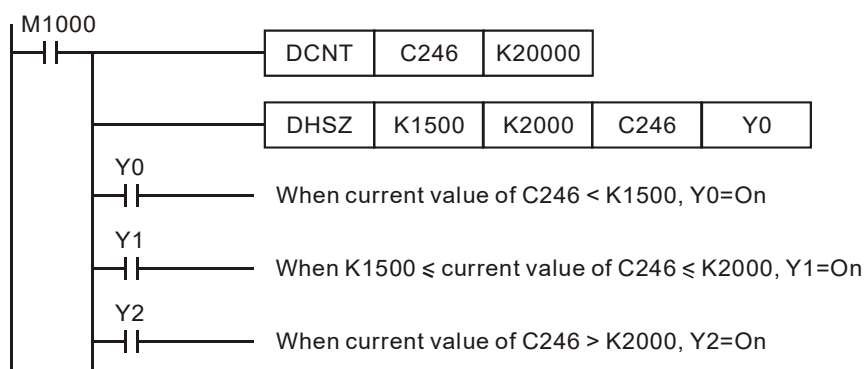 M1000
DCNT C246 K20000
DHSZ K1500 K2000 C246 Y0
Y0
When current value of C246 < K1500, Y0=On
Y1
When K1500 ⩽ current value of C246 ⩽ K2000, Y1=On
Y2
When current value of C246 > K2000, Y2=On